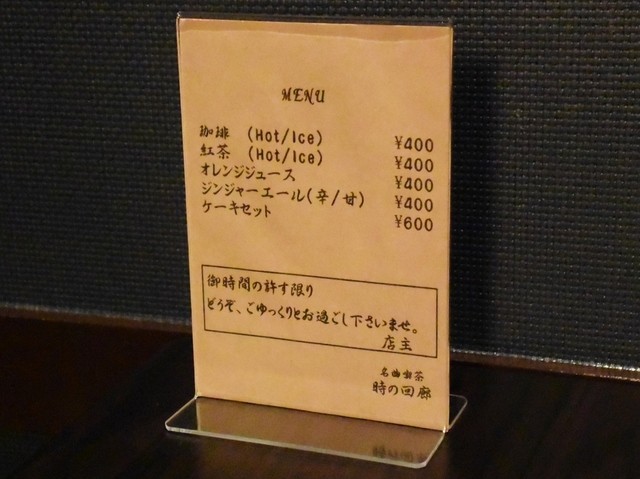 MENU
珈琲 (Hot/Ice) ¥400
紅茶 (Hot/Ice) ¥400
オレンジジュース ¥400
ジンジャーエール(辛/甘) ¥400
ケーキセット ¥600
御時間の許す限り
どうぞ、ごゆっくりとお過ごし下さいませ。
店主
名曲喫茶
時の回廊